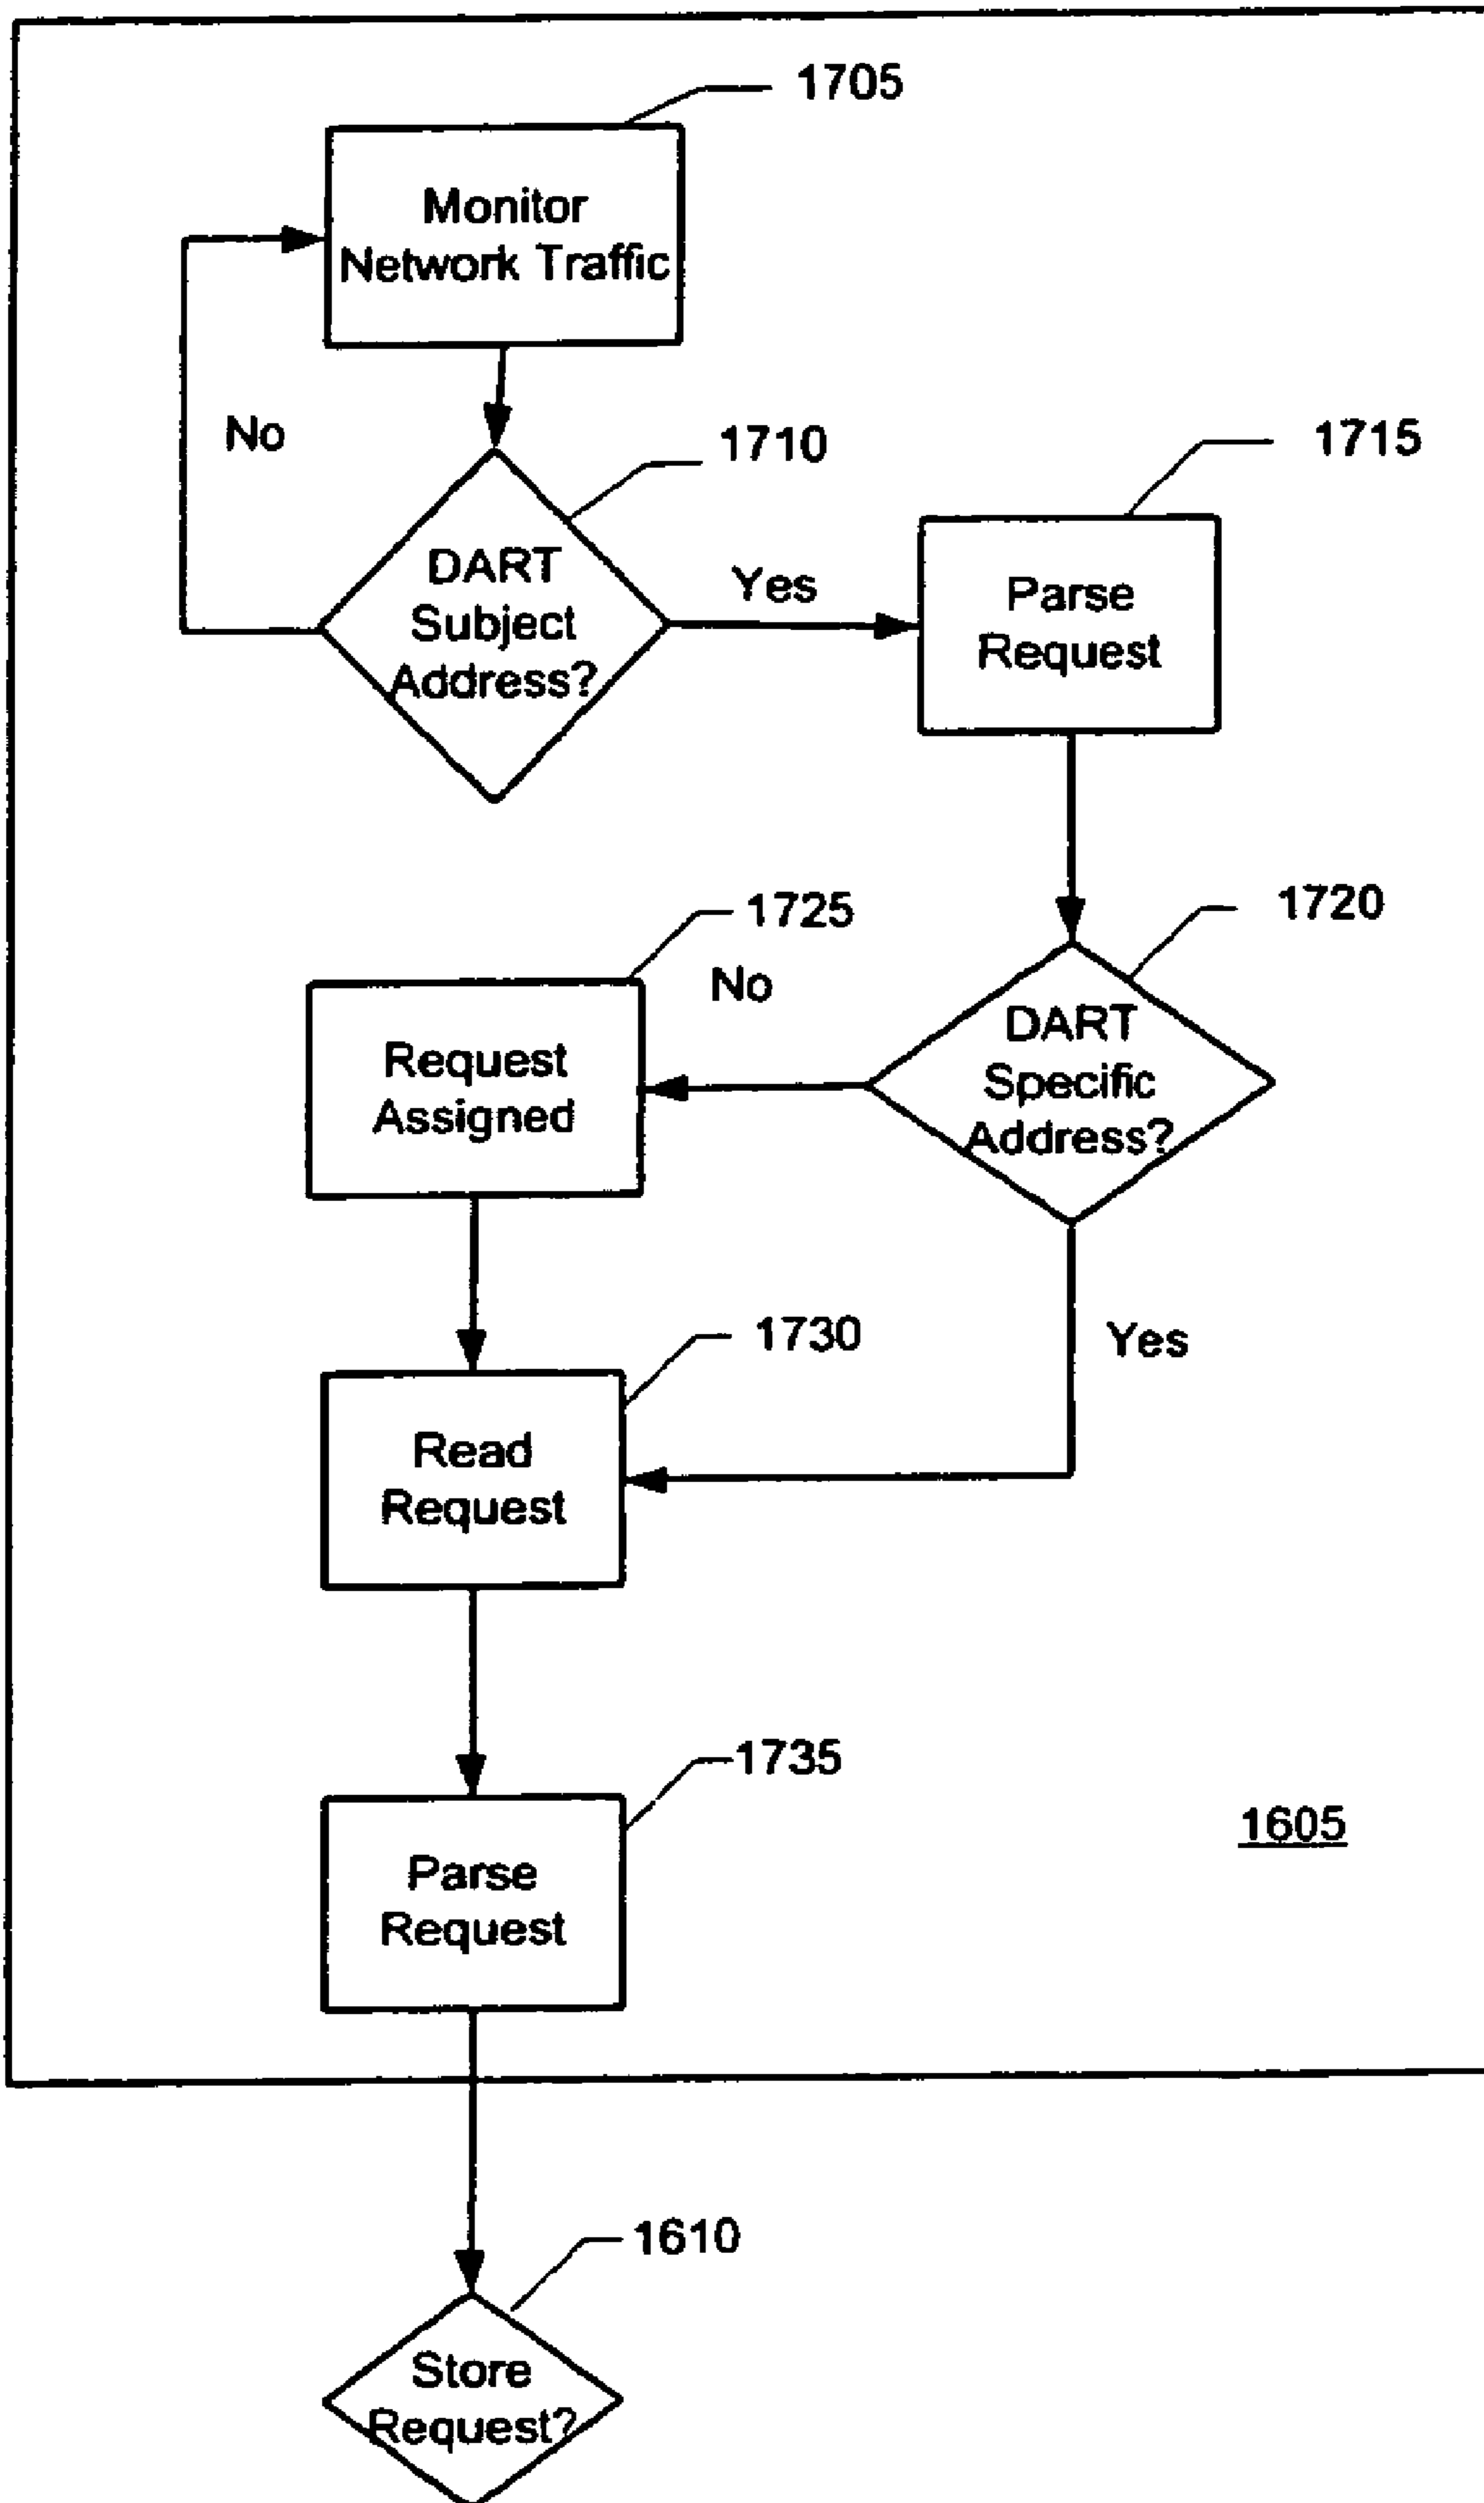 1705
Monitor
Network Traffic
No
1710
1715
DART
Subject
Address?
Yes
Parse
Request
1725
1720
No
Request
Assigned
DART
Specific
Address?
1730
Yes
Read
Request
1735
Parse
Request
1605
1610
Store
Request?